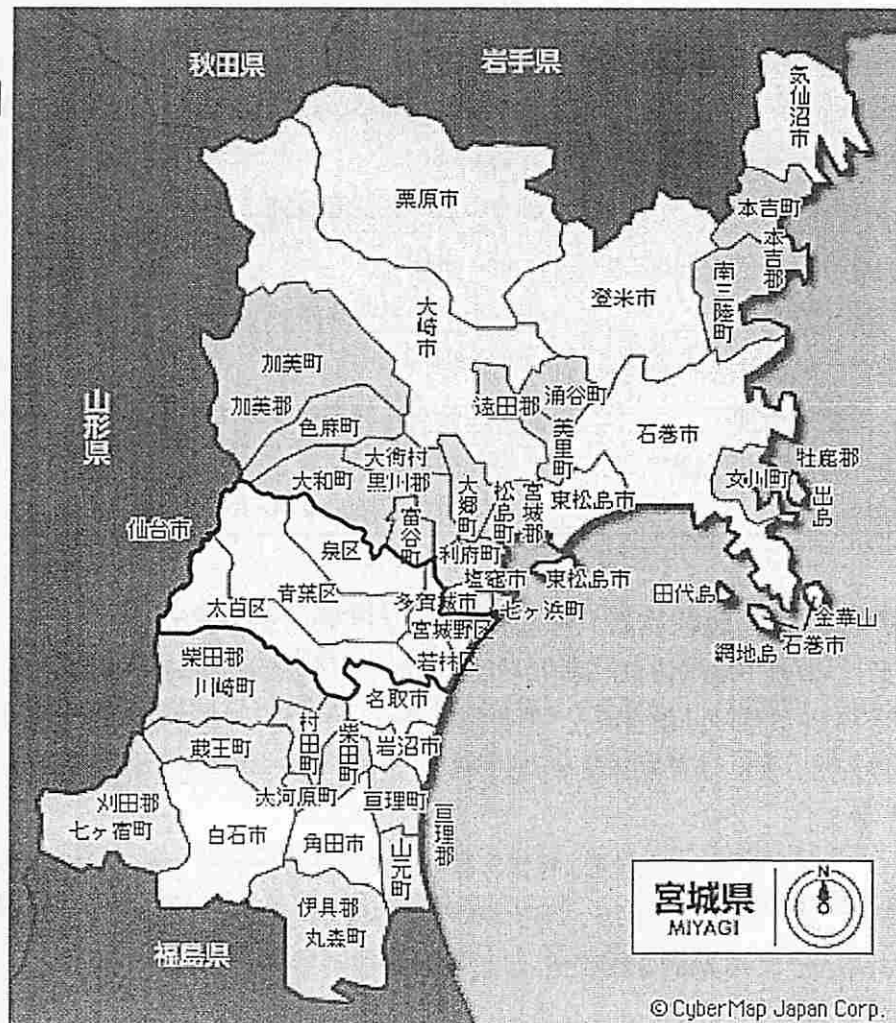 秋田県
岩手県
気仙沼市
栗原市
本吉町
本吉郡
南三陸町
登米市
大崎市
加美町
加美郡
色麻町
遠田郡
涌谷町
美里町
石巻市
山形県
大衡村
黒川郡
大和町
大郷町
松島町
宮城郡
東松島市
女川町
牡鹿郡
出島
富谷町
仙台市
泉区
利府町
塩竈市
東松島市
青葉区
太白区
多賀城市
七ヶ浜町
田代島
金華山
石巻市
網地島
宮城野区
若林区
柴田郡
川崎町
名取市
村田町
柴田町
岩沼市
蔵王町
大河原町
亘理町
亘理郡
刈田郡
七ヶ宿町
白石市
角田市
山元町
伊具郡
丸森町
福島県
宮城県
MIYAGI
N
© CyberMap Japan Corp.